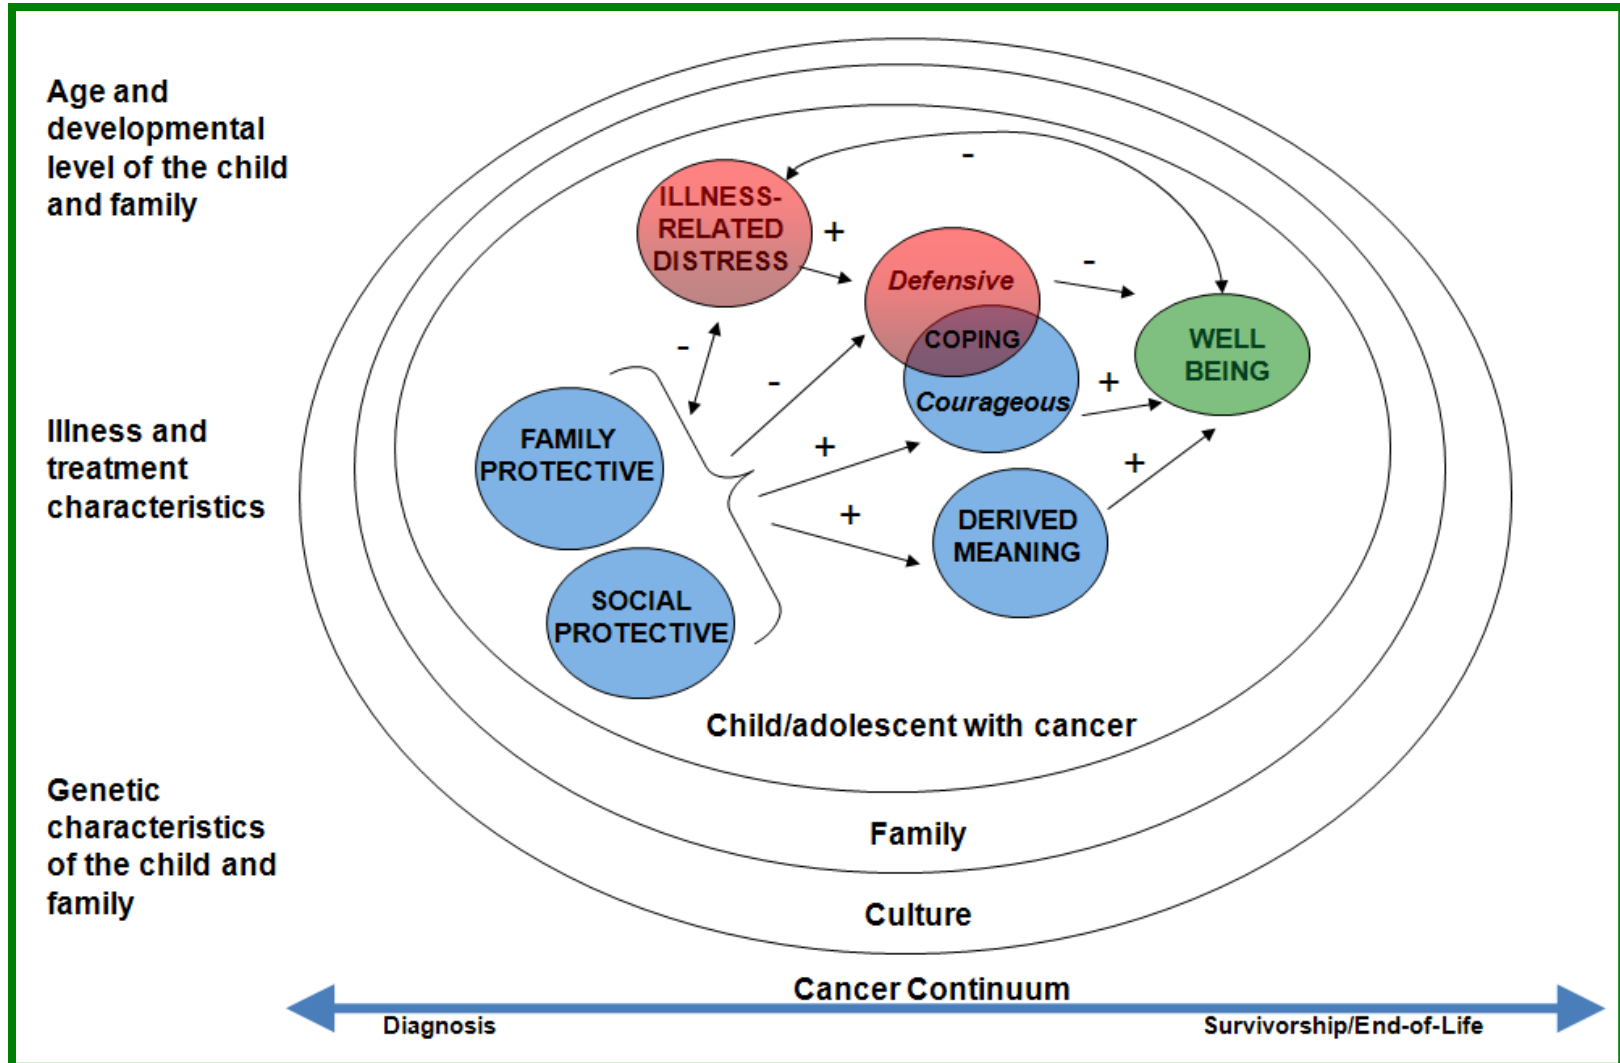 Age and
developmental
level of the child
and family
Illness and
treatment
characteristics
Genetic
characteristics
of the child and
family
-
ILLNESS-
RELATED
DISTRESS
+
Defensive
COPING
Courageous
-
WELL
BEING
-
-
+
+
FAMILY
PROTECTIVE
+
+
DERIVED
MEANING
SOCIAL
PROTECTIVE
Child/adolescent with cancer
Family
Culture
Cancer Continuum
Diagnosis
Survivorship/End-of-Life